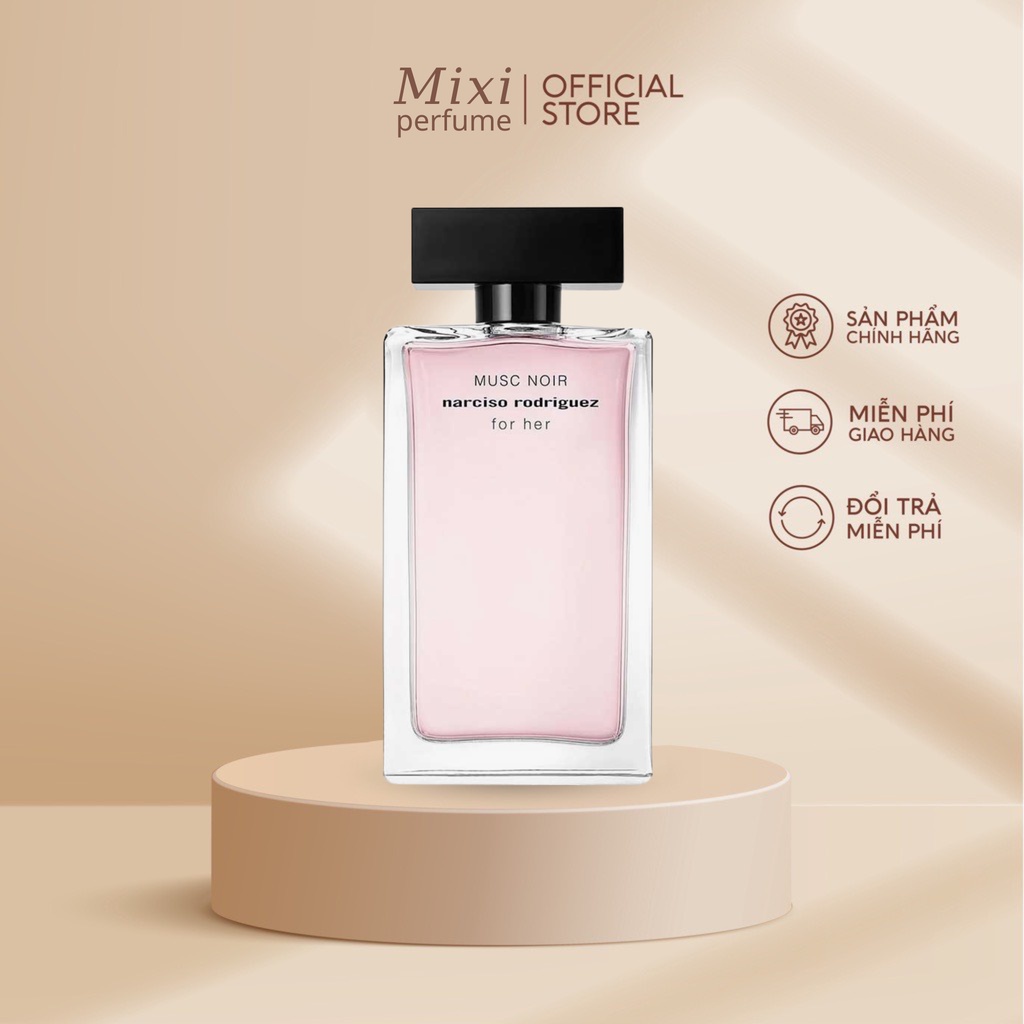 Mixi
perfume
OFFICIAL
STORE
MUSC NOIR
narciso rodriguez
for her
SẢN PHẨM
CHÍNH HÃNG
MIỄN PHÍ
GIAO HÀNG
ĐỔI TRẢ
MIỄN PHÍ